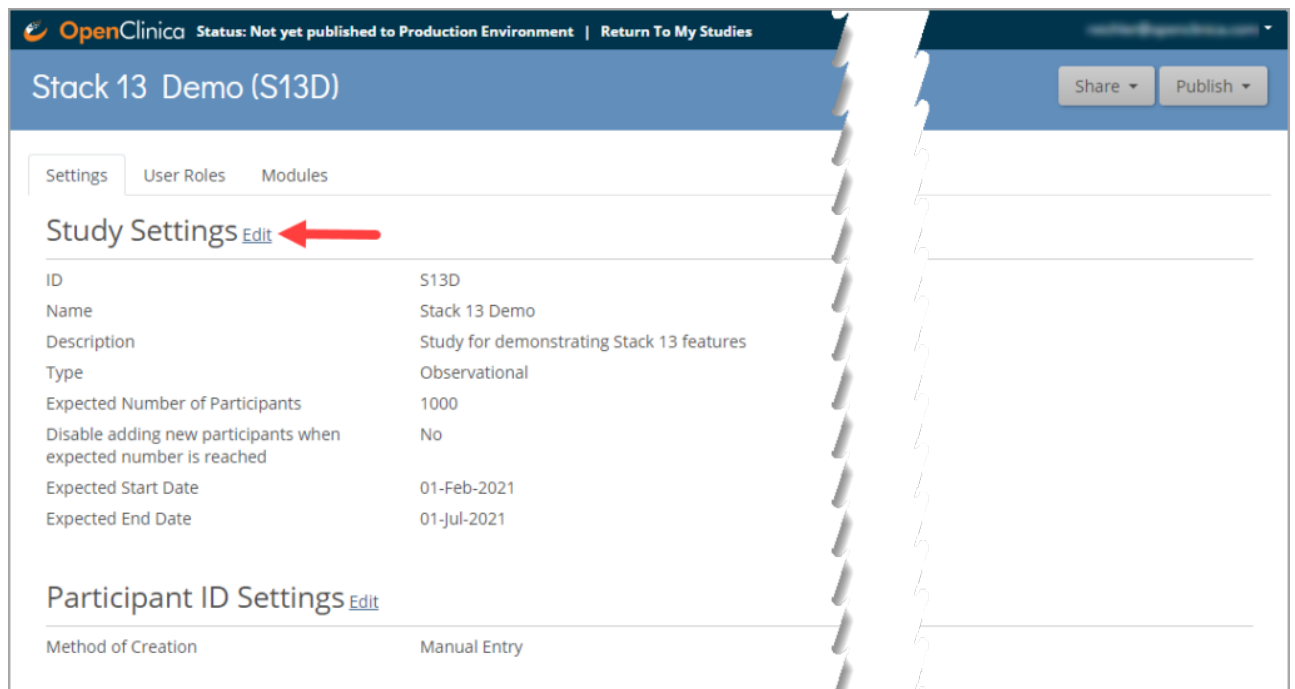 OpenClinica Status: Not yet published to Production Environment | Return To My Studies
Stack 13 Demo (S13D)
Share Publish
Settings User Roles Modules
Study Settings Edit
ID S13D
Name Stack 13 Demo
Description Study for demonstrating Stack 13 features
Type Observational
Expected Number of Participants 1000
Disable adding new participants when No
expected number is reached
Expected Start Date 01-Feb-2021
Expected End Date 01-Jul-2021
Participant ID Settings Edit
Method of Creation Manual Entry